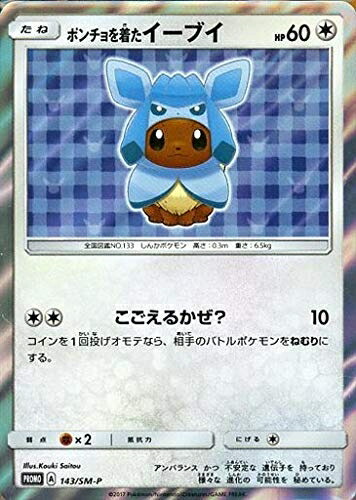 たね ポンチョを着たイーブイ HP60
全国図鑑NO.133 しんかポケモン 高さ：0.3m 重さ：6.5kg
こごえるかぜ？ 10
コインを1回投げオモテなら、相手のバトルポケモンをねむりにする。
弱点 ×2 抵抗力 にげる
Illus.Kouki Saitou
PROMO A 143/SM-P
アンバランス かつ 不安定な 遺伝子を 持っており
様々な 進化の 可能性を 秘めている。
©2017 Pokémon/Nintendo/Creatures/GAME FREAK.